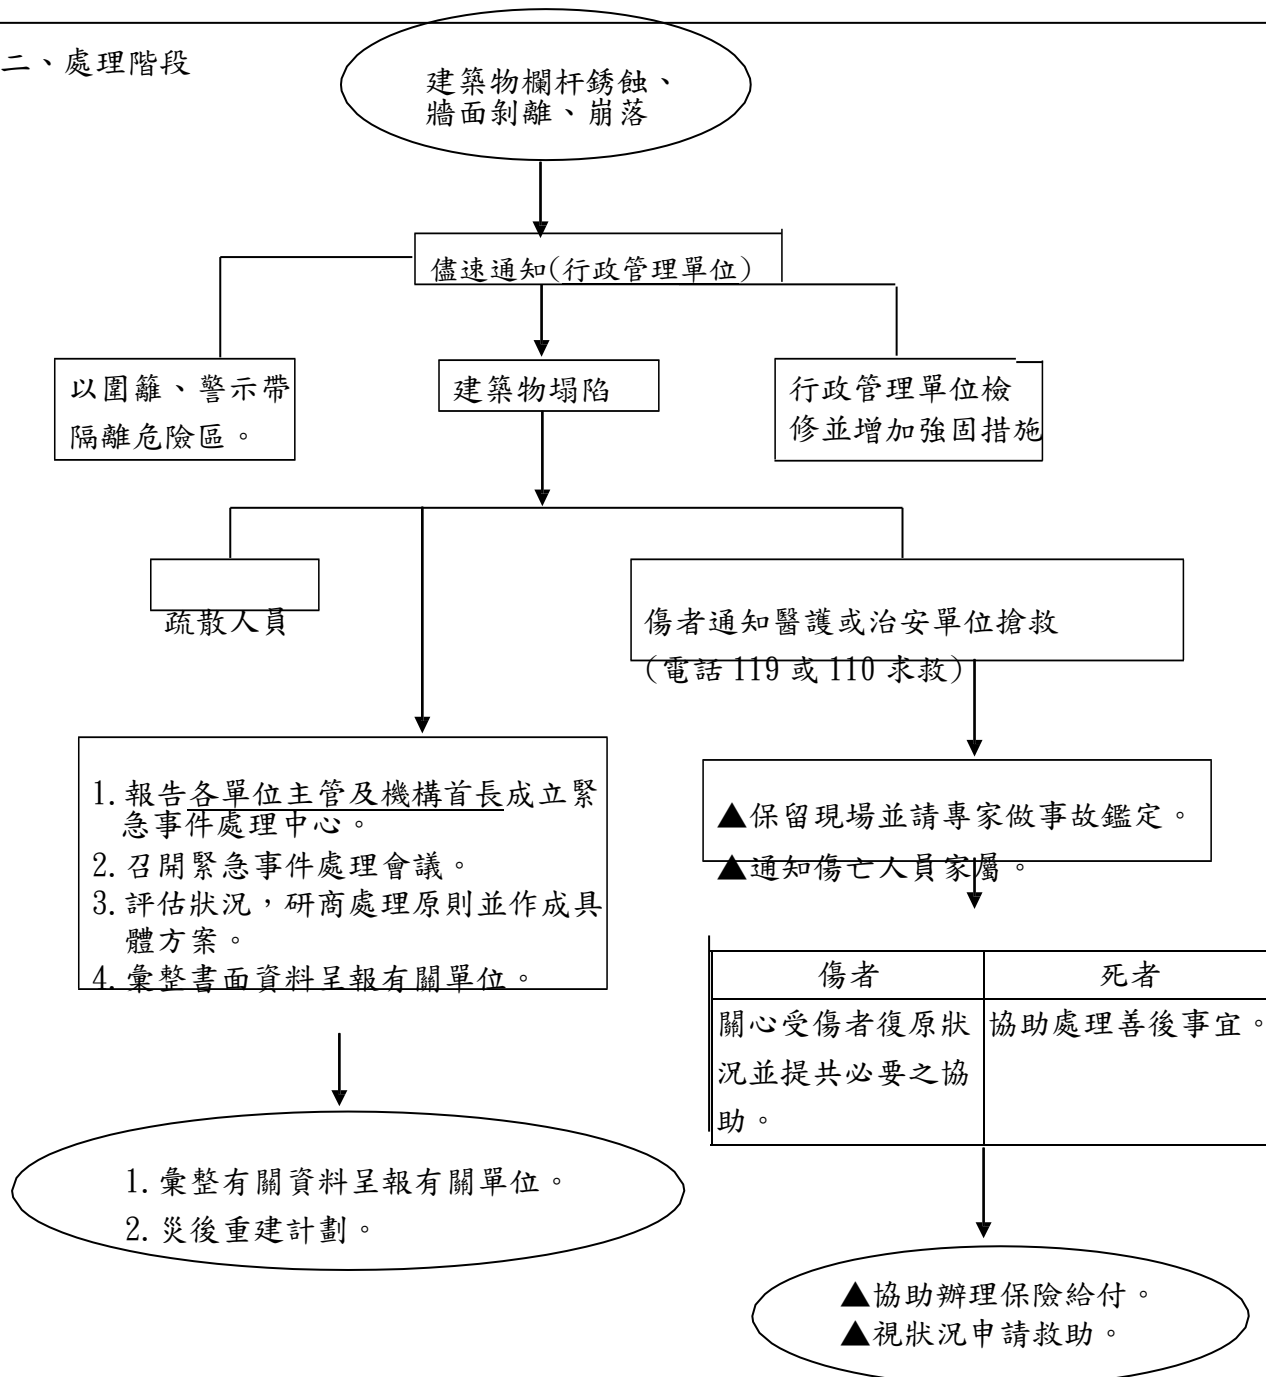 二、處理階段
建築物欄杆銹蝕、
牆面剝離、崩落
儘速通知(行政管理單位)
以圍籬、警示帶
隔離危險區。
建築物塌陷
行政管理單位檢
修並增加強固措施
疏散人員
傷者通知醫護或治安單位搶救
(電話 119 或 110 求救)
1. 報告各單位主管及機構首長成立緊
急事件處理中心。
2. 召開緊急事件處理會議。
3. 評估狀況，研商處理原則並作成具
體方案。
4. 彙整書面資料呈報有關單位。
▲保留現場並請專家做事故鑑定。
▲通知傷亡人員家屬。
傷者
死者
關心受傷者復原狀
況並提共必要之協
助。
協助處理善後事宜。
1. 彙整有關資料呈報有關單位。
2. 災後重建計劃。
▲協助辦理保險給付。
▲視狀況申請救助。